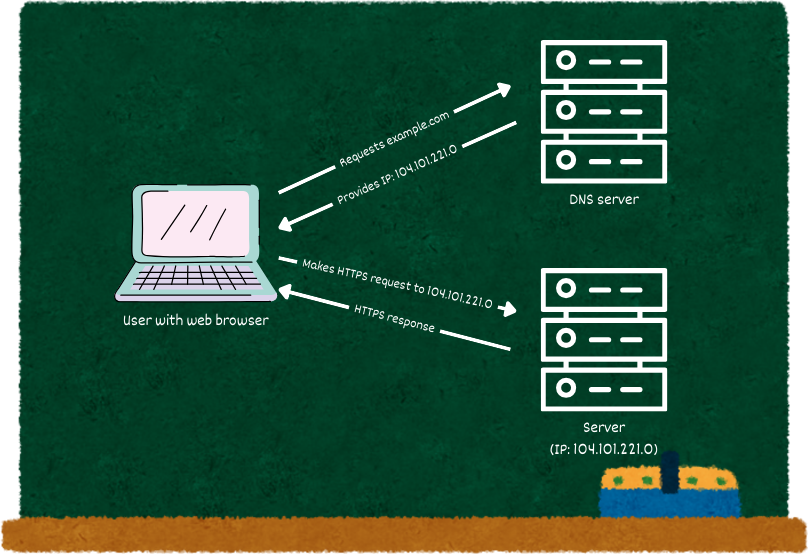 Requests example.com
Provides IP: 104.101.221.0
DNS server
Makes HTTPS request to 104.101.221.0
HTTPS response
User with web browser
Server
(IP: 104.101.221.0)